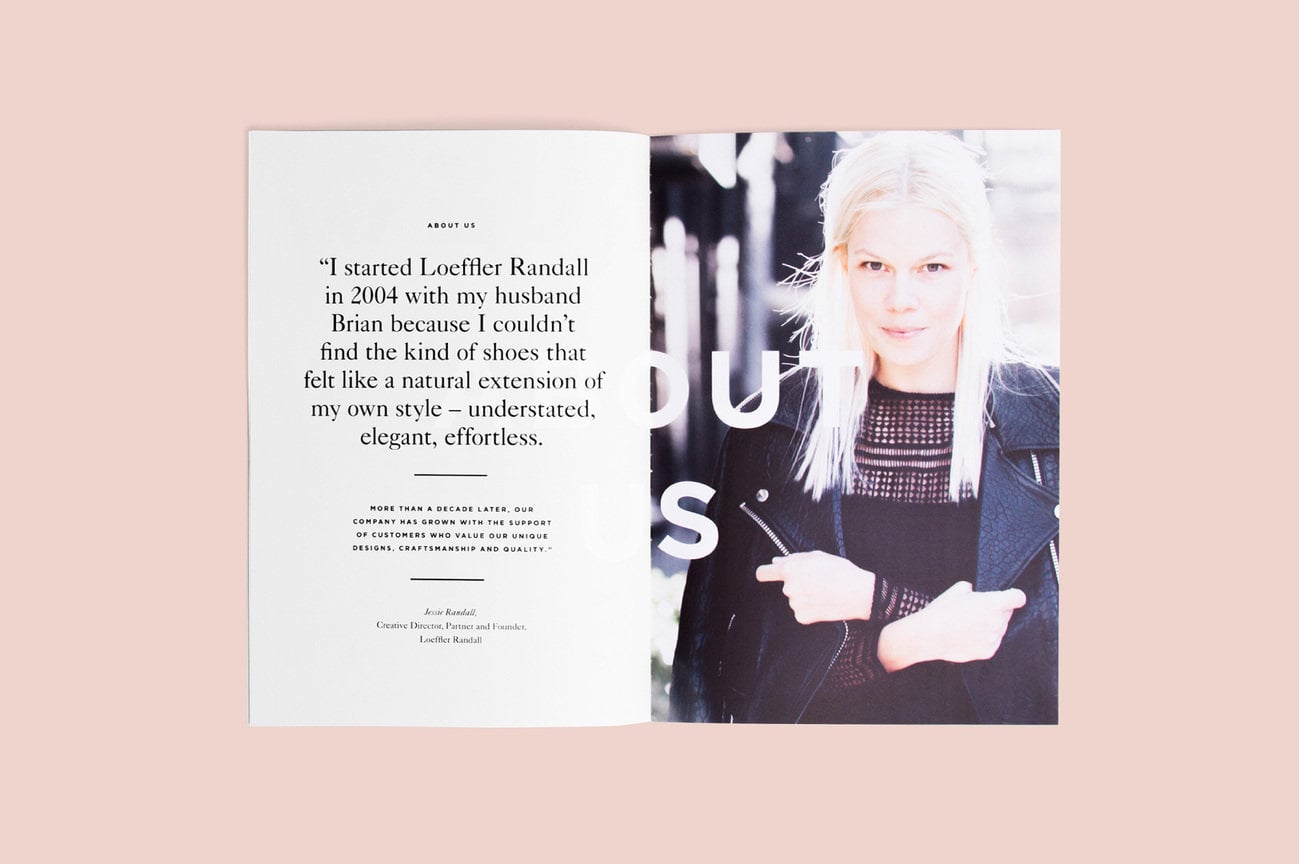 ABOUT US
“I started Loeffler Randall
in 2004 with my husband
Brian because I couldn’t
find the kind of shoes that
felt like a natural extension of
my own style – understated,
elegant, effortless.
MORE THAN A DECADE LATER, OUR
COMPANY HAS GROWN WITH THE SUPPORT
OF CUSTOMERS WHO VALUE OUR UNIQUE
DESIGNS, CRAFTSMANSHIP AND QUALITY.”
Jessie Randall,
Creative Director, Partner and Founder,
Loeffler Randall
ABOUT
US